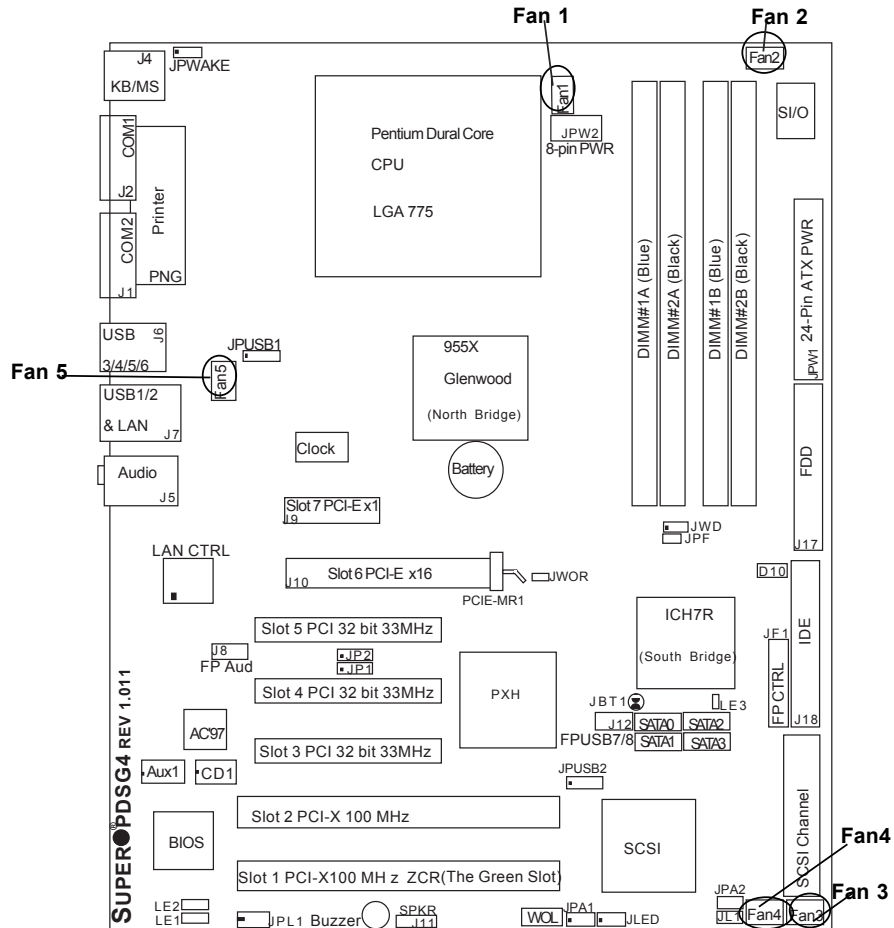 Fan 1
Fan 2
J4
KB/MS
JPWAKE
Fan1
JPW2
8-pin PWR
Fan2
SI/O
Pentium Dural Core
CPU
LGA 775
COM1
J2
Printer
PNG
COM2
J1
DIMM#1A (Blue)
DIMM#2A (Black)
DIMM#1B (Blue)
DIMM#2B (Black)
24-Pin ATX PWR
JPW1
USB
J6
3/4/5/6
JPUSB1
Fan 5
Fan5
955X
Glenwood
(North Bridge)
USB1/2
& LAN
J7
Clock
Battery
Audio
J5
FDD
J17
Slot 7 PCI-E x1
J9
JWD
JPF
LAN CTRL
J10
Slot 6 PCI-E x16
PCIE-MR1
JWOR
D10
ICH7R
(South Bridge)
JF1
FP CTRL
IDE
J18
Slot 5 PCI 32 bit 33MHz
J8
FP Aud
JP2
JP1
Slot 4 PCI 32 bit 33MHz
PXH
JBT1
LE3
J12
SATA0
SATA2
FPUSB7/8
SATA1
SATA3
AC'97
Slot 3 PCI 32 bit 33MHz
Aux1
CD1
JPUSB2
SUPER®PDSG4 REV 1.011
BIOS
Slot 2 PCI-X 100 MHz
SCSI
SCSI Channel
Fan4
Slot 1 PCI-X100 MH z ZCR(The Green Slot)
Fan 3
LE2
LE1
JPL1
Buzzer
SPKR
J11
WOL
JPA1
JLED
JPA2
JL1
Fan4
Fan3